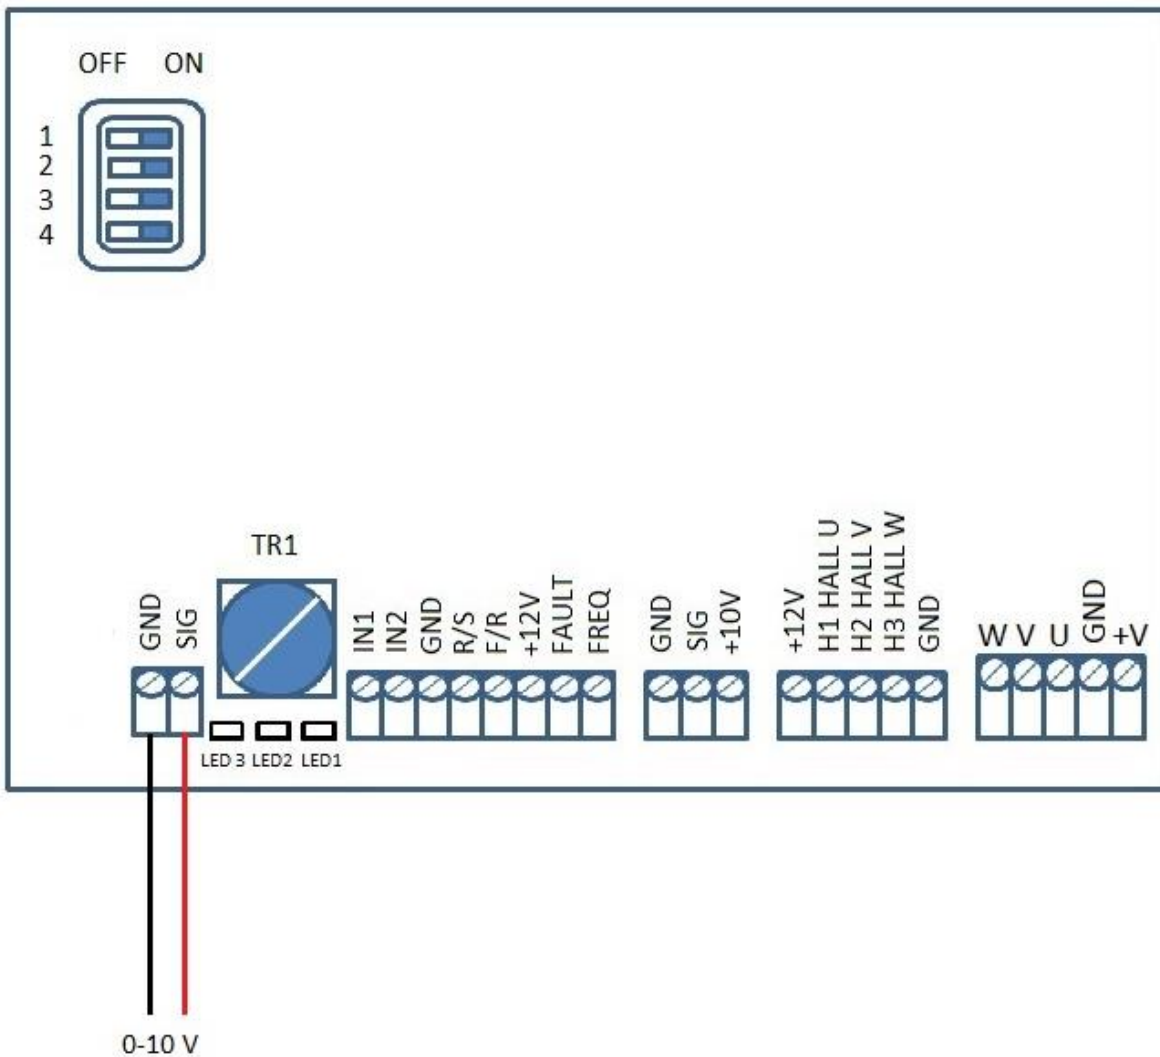 OFF ON
1
2
3
4
TR1
GND
SIG
IN1
IN2
GND
R/S
F/R
+12V
FAULT
FREQ
GND
SIG
+10V
+12V
H1 HALL U
H2 HALL V
H3 HALL W
GND
W V U GND +V
LED 3 LED2 LED1
0-10 V